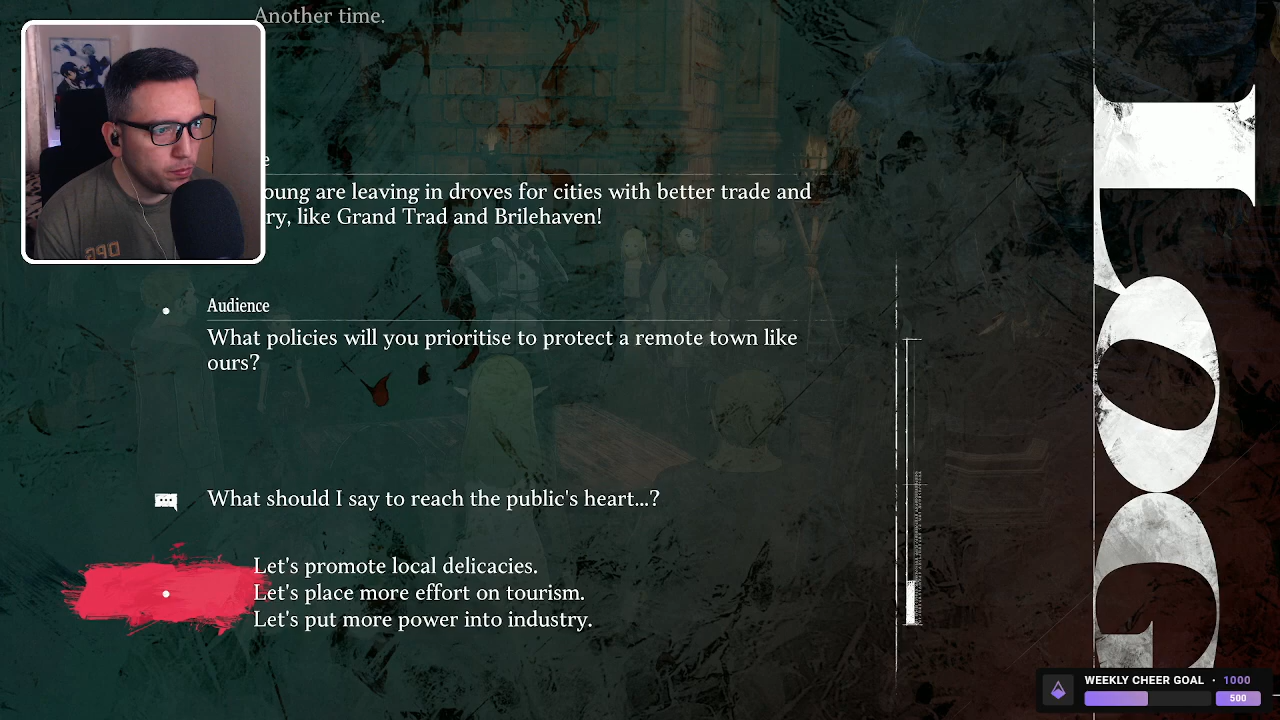 Another time.
oung are leaving in droves for cities with better trade and
ry, like Grand Trad and Brilehaven!
Audience
What policies will you prioritise to protect a remote town like
ours?
What should I say to reach the public's heart...?
Let's promote local delicacies.
Let's place more effort on tourism.
Let's put more power into industry.
LOG
WEEKLY CHEER GOAL · 1000
500